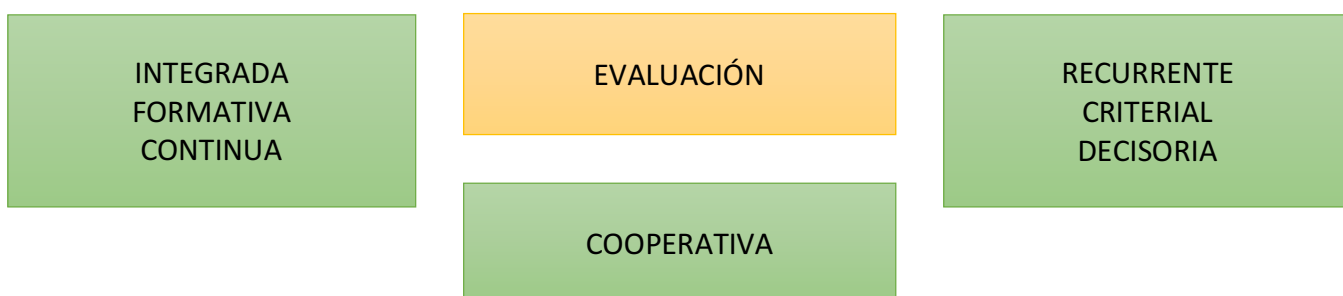 INTEGRADA
FORMATIVA
CONTINUA
EVALUACIÓN
COOPERATIVA
RECURRENTE
CRITERIAL
DECISORIA